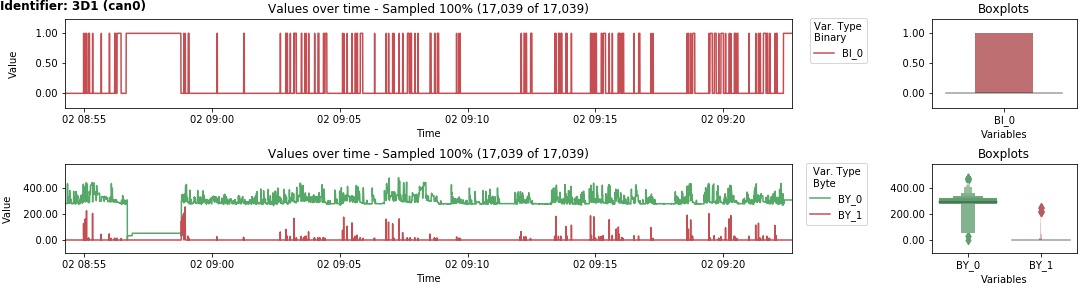 Identifier: 3D1 (can0)
Values over time - Sampled 100% (17,039 of 17,039)
Value
1.00
0.50
0.00
02 08:55
02 09:00
02 09:05
02 09:10
02 09:15
02 09:20
Time
Var. Type
Binary
BI_0
Boxplots
1.00
0.50
0.00
BI_0
Variables
Values over time - Sampled 100% (17,039 of 17,039)
Value
400.00
200.00
0.00
02 08:55
02 09:00
02 09:05
02 09:10
02 09:15
02 09:20
Time
Var. Type
Byte
BY_0
BY_1
Boxplots
400.00
200.00
0.00
BY_0
BY_1
Variables